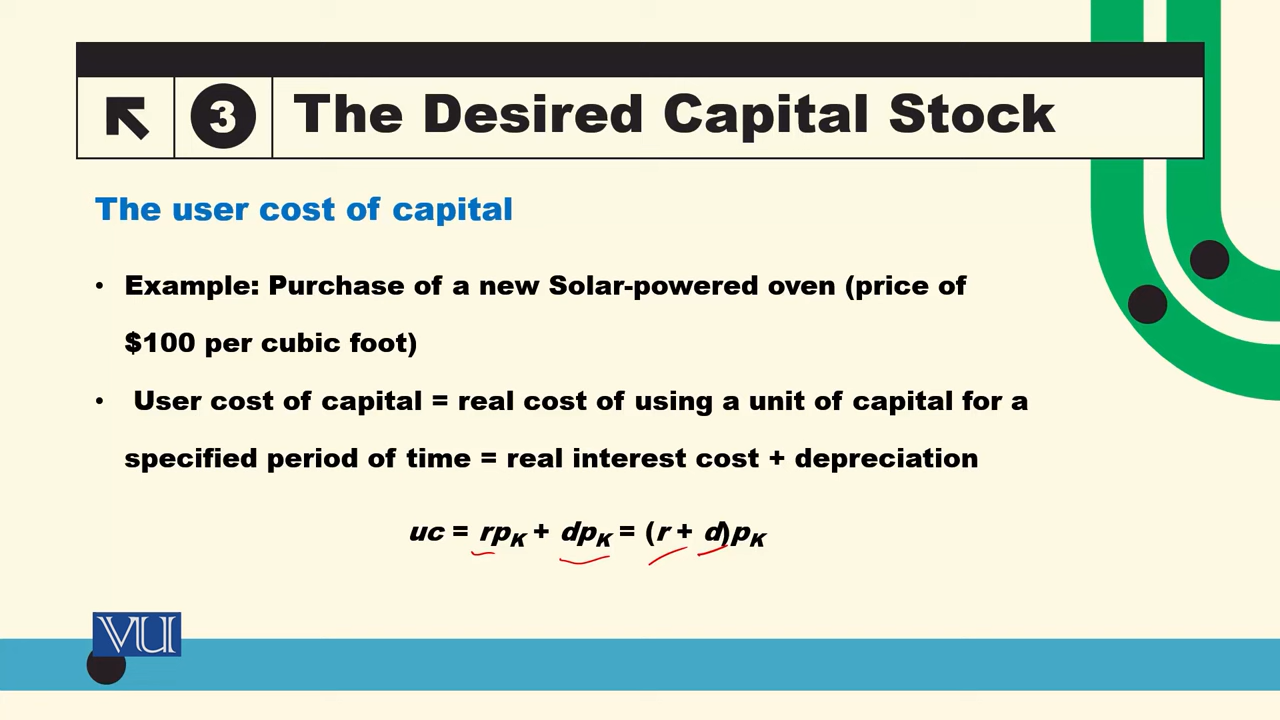 3 The Desired Capital Stock
The user cost of capital
• Example: Purchase of a new Solar-powered oven (price of
$100 per cubic foot)
• User cost of capital = real cost of using a unit of capital for a
specified period of time = real interest cost + depreciation
uc = rpK + dpK = (r + d)pK
VU